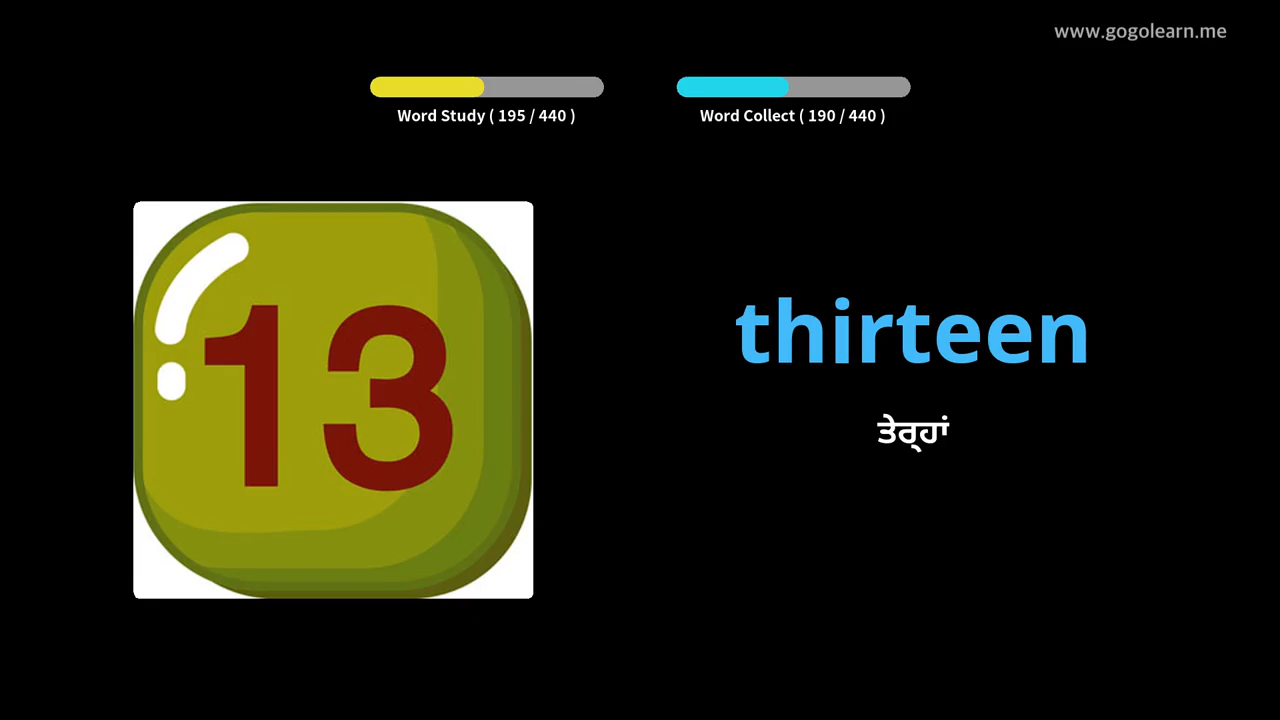 www.gogolearn.me
Word Study ( 195 / 440 )
Word Collect ( 190 / 440 )
13
thirteen
ਤੇਰ੍ਹਾਂ